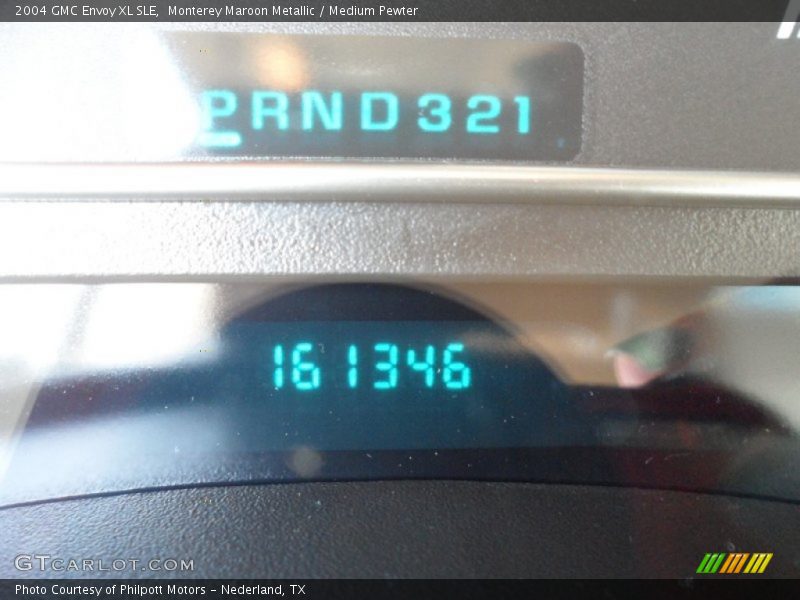 2004 GMC Envoy XL SLE, Monterey Maroon Metallic / Medium Pewter
PRND321
161346
GTCARLOT.COM
Photo Courtesy of Philpott Motors - Nederland, TX